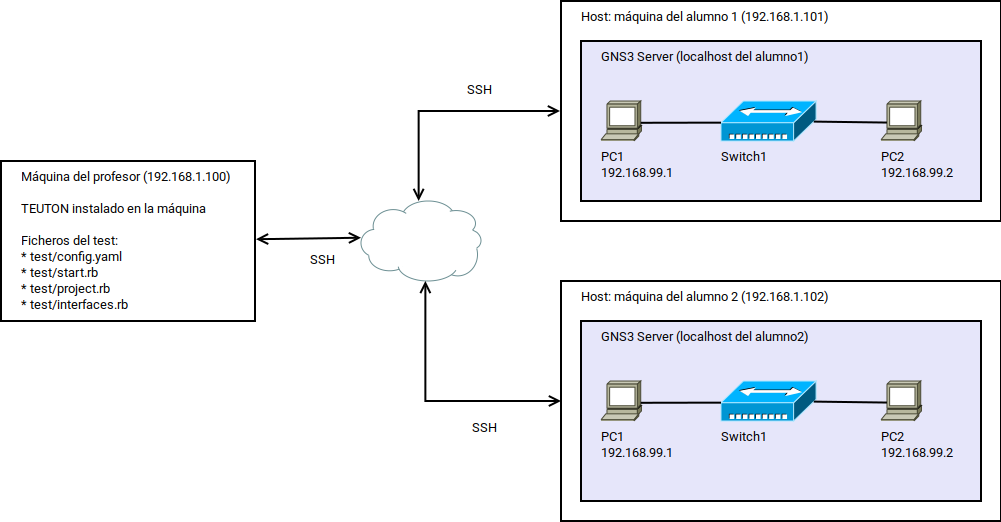 Host: máquina del alumno 1 (192.168.1.101)
GNS3 Server (localhost del alumno1)
SSH
PC1
192.168.99.1
Switch1
PC2
192.168.99.2
Máquina del profesor (192.168.1.100)
TEUTON instalado en la máquina
Ficheros del test:
* test/config.yaml
* test/start.rb
* test/project.rb
* test/interfaces.rb
SSH
Host: máquina del alumno 2 (192.168.1.102)
GNS3 Server (localhost del alumno2)
SSH
PC1
192.168.99.1
Switch1
PC2
192.168.99.2